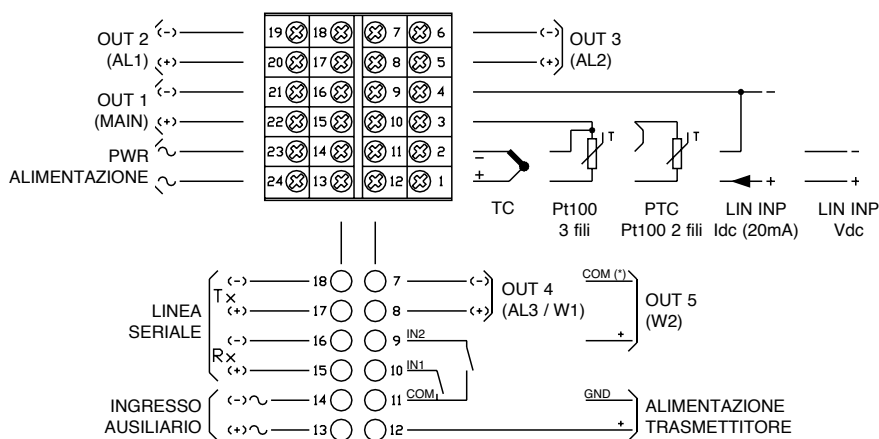 OUT 2
(AL1)
(-)
(+)
OUT 1
(MAIN)
(-)
(+)
PWR
ALIMENTAZIONE
19 18 7 6
20 17 8 5
21 16 9 4
22 15 10 3
23 14 11 2
24 13 12 1
(-)
(+)
OUT 3
(AL2)
-
-
+
TC
T
Pt100
3 fili
T
PTC
Pt100 2 fili
+
LIN INP
Idc (20mA)
-
+
LIN INP
Vdc
LINEA
SERIALE
Tx
(-) 18
(+) 17
Rx
(-) 16
(+) 15
INGRESSO
AUSILIARIO
(-) 14
(+) 13
7 (-)
8 (+)
OUT 4
(AL3 / W1)
9 IN2
10 IN1
11 COM
12
COM (*)
+
OUT 5
(W2)
GND
+
ALIMENTAZIONE
TRASMETTITORE